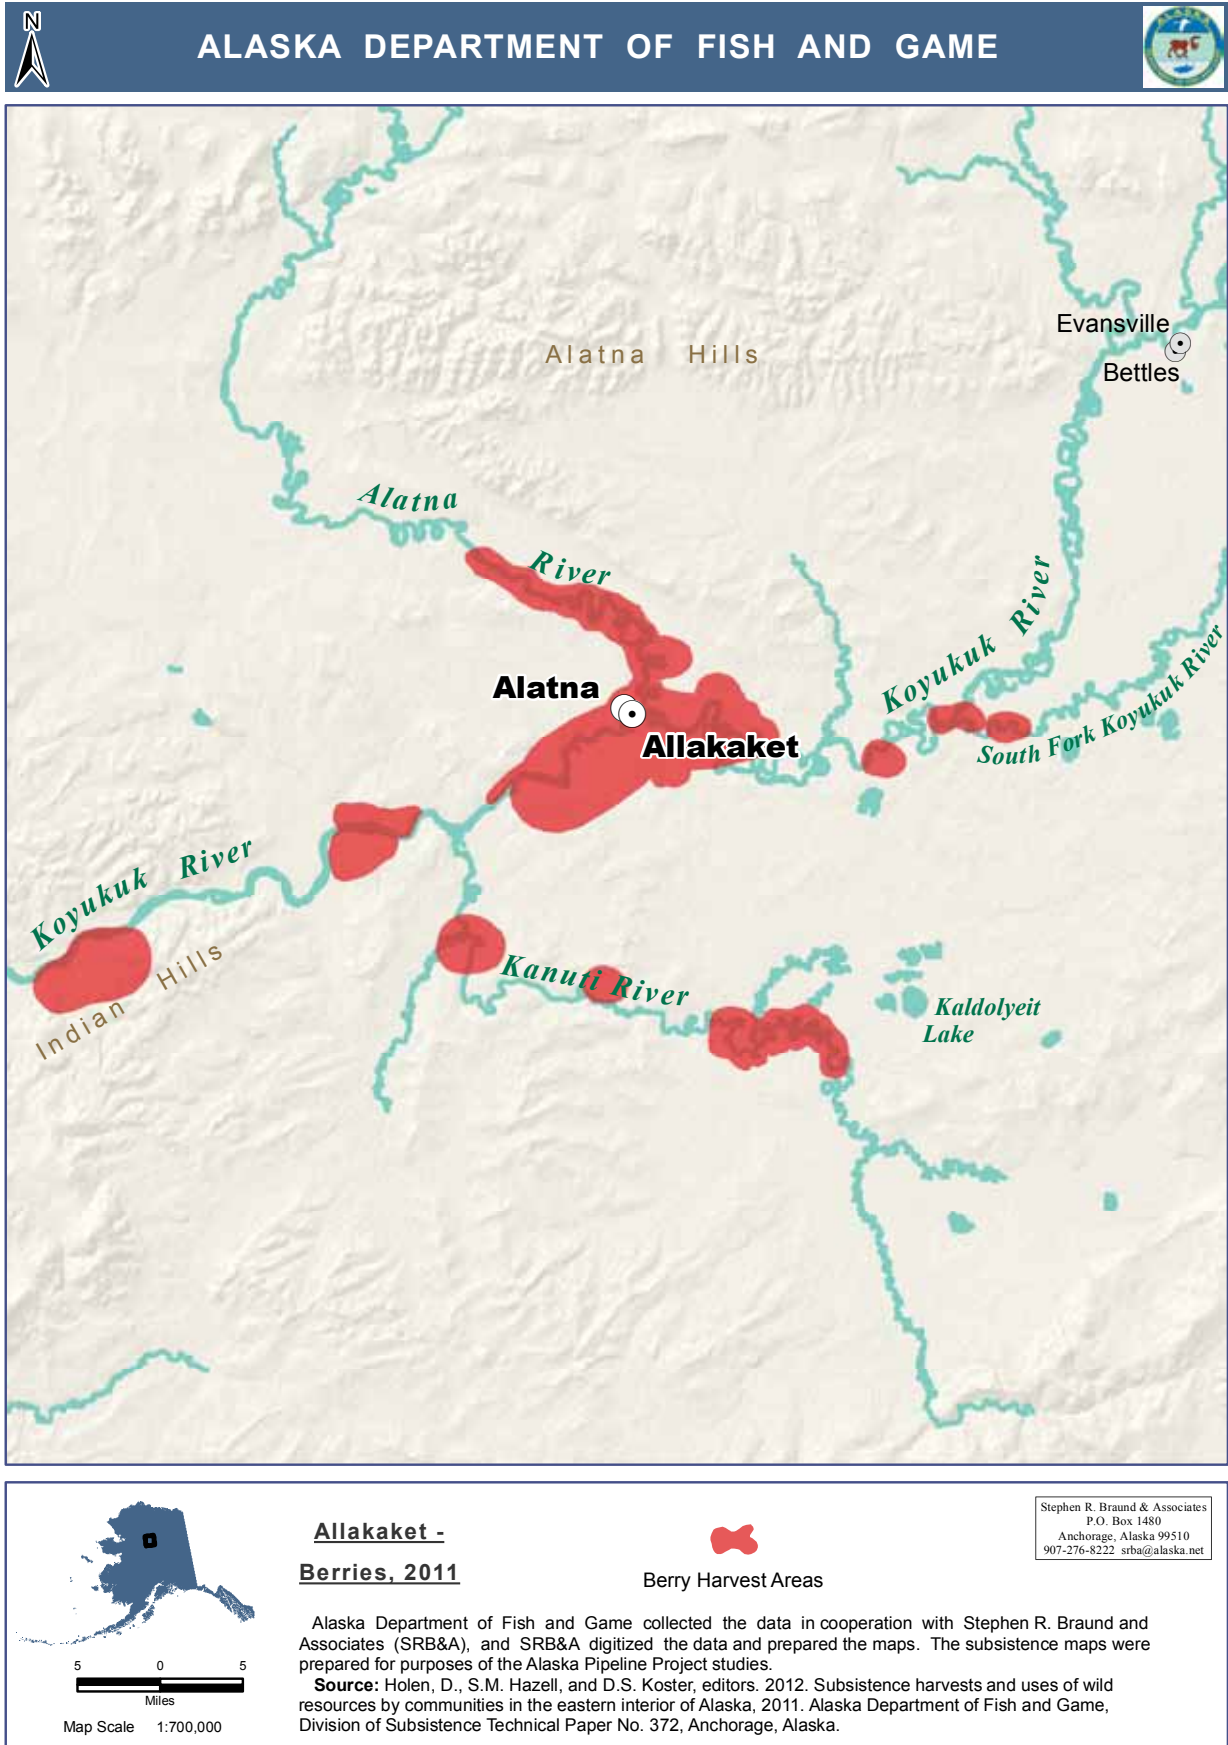 N
ALASKA DEPARTMENT OF FISH AND GAME
Evansville
Bettles
Alatna Hills
Alatna
River
Koyukuk River
South Fork Koyukuk River
Alatna
Allakaket
Koyukuk River
Indian Hills
Kanuti River
Kaldolyeit
Lake
Allakaket -
Berries, 2011
Berry Harvest Areas
Stephen R. Braund & Associates
P.O. Box 1480
Anchorage, Alaska 99510
907-276-8222 srba@alaska.net
Alaska Department of Fish and Game collected the data in cooperation with Stephen R. Braund and
Associates (SRB&A), and SRB&A digitized the data and prepared the maps. The subsistence maps were
prepared for purposes of the Alaska Pipeline Project studies.
Source: Holen, D., S.M. Hazell, and D.S. Koster, editors. 2012. Subsistence harvests and uses of wild
resources by communities in the eastern interior of Alaska, 2011. Alaska Department of Fish and Game,
Division of Subsistence Technical Paper No. 372, Anchorage, Alaska.
5 0 5
Miles
Map Scale 1:700,000